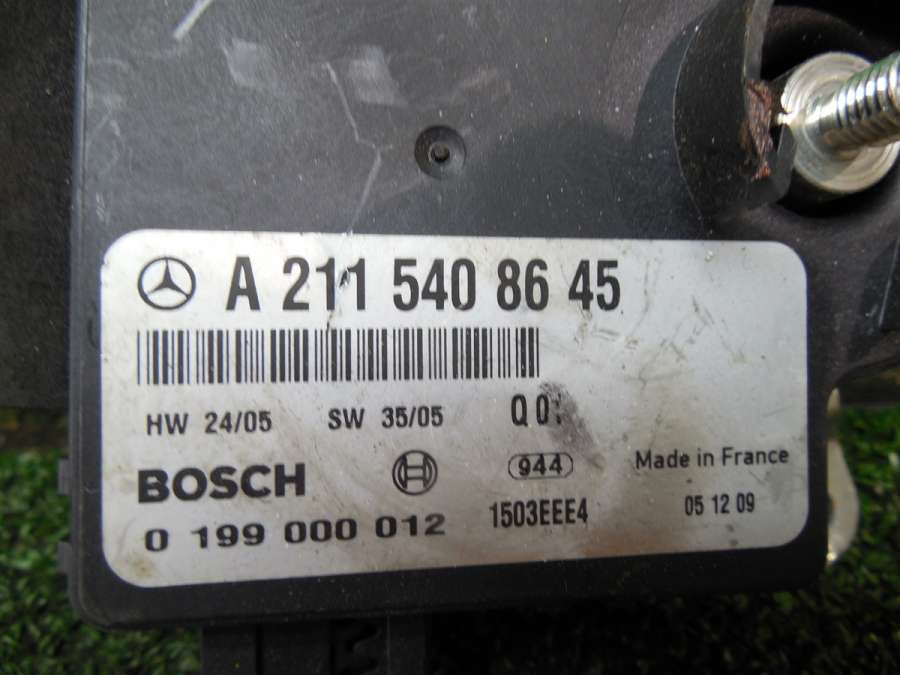 A 211 540 86 45
HW 24/05 SW 35/05 Q 01
BOSCH 944 Made in France
0 199 000 012 1503EEE4 05 12 09